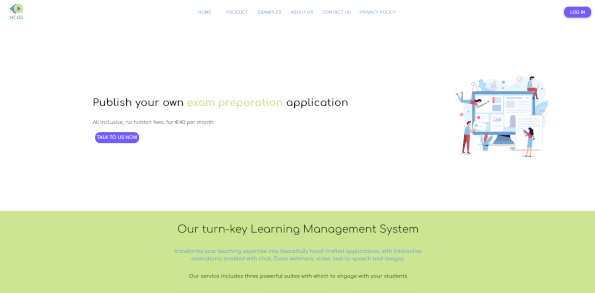 MCQS
HOME PRODUCT EXAMPLES ABOUT US CONTACT US PRIVACY POLICY
LOG IN
Publish your own exam preparation application
All inclusive, no hidden fees, for €40 per month
TALK TO US NOW
Our turn-key Learning Management System
transforms your teaching expertise into beautifully hand crafted applications, with interactive
animations, enabled with chat, Zoom webinars, video, text-to-speech and images.
Our service includes three powerful suites with which to engage with your students